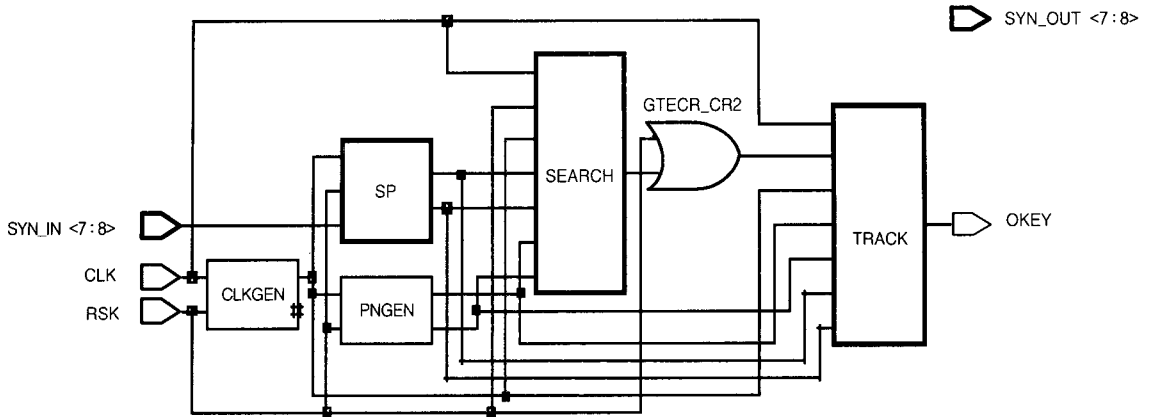 SYN_OUT <7:8>
GTECR_CR2
SEARCH
SP
SYN_IN <7:8>
TRACK
OKEY
CLK
CLKGEN
#
PNGEN
RSK